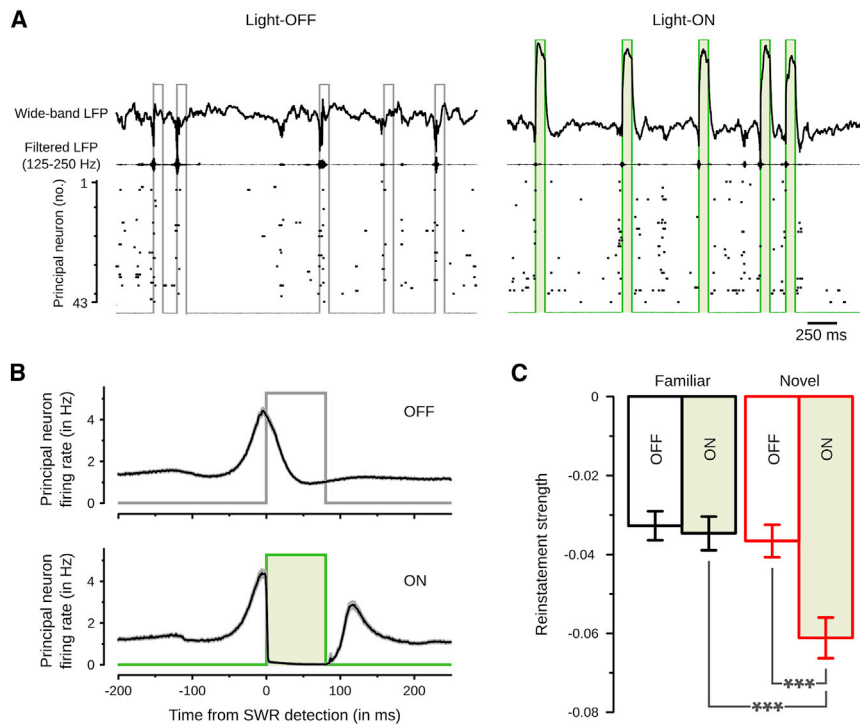 A
Light-OFF
Light-ON
Wide-band LFP
Filtered LFP
(125-250 Hz)
Principal neuron (no.)
1
43
250 ms
B
Principal neuron
firing rate (in Hz)
4
2
0
OFF
Principal neuron
firing rate (in Hz)
4
2
0
ON
-200
-100
0
100
200
Time from SWR detection (in ms)
C
Familiar
Novel
Reinstatement strength
0
-0.02
-0.04
-0.06
-0.08
OFF
ON
OFF
ON
***
***